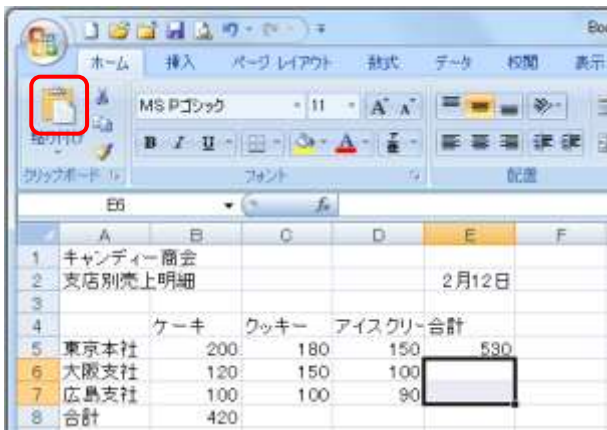 Boo
ホーム 挿入 ページ レイアウト 数式 データ 校閲 表示
MS Pゴシック 11 A A
B I U A
クリップボード フォント 配置
E6 fx
A B C D E F
1 キャンディー商会
2 支店別売上明細 2月12日
3
4 ケーキ クッキー アイスクリー 合計
5 東京本社 200 180 150 530
6 大阪支社 120 150 100
7 広島支社 100 100 90
8 合計 420